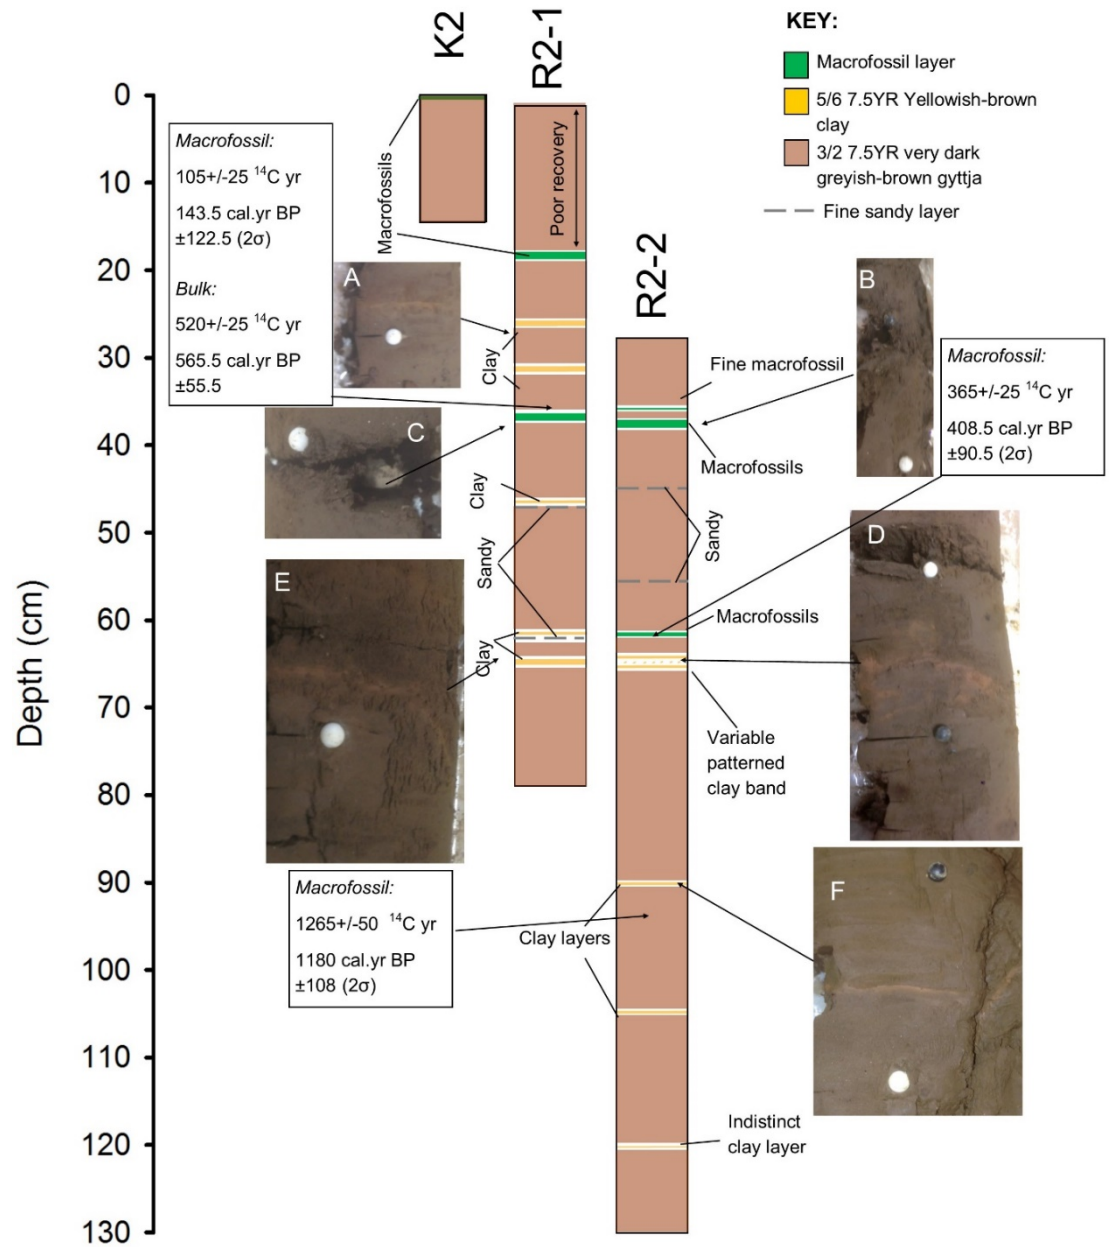 K2
R2-1
R2-2
KEY:
Macrofossil layer
5/6 7.5YR Yellowish-brown
clay
3/2 7.5YR very dark
greyish-brown gyttja
Fine sandy layer
Depth (cm)
0
10
20
30
40
50
60
70
80
90
100
110
120
130
Macrofossil:
105+/-25 ¹⁴C yr
143.5 cal.yr BP
±122.5 (2σ)
Bulk:
520+/-25 ¹⁴C yr
565.5 cal.yr BP
±55.5
Macrofossils
Poor recovery
A
Clay
C
Clay
Sandy
E
Clay
Macrofossil:
1265+/-50 ¹⁴C yr
1180 cal.yr BP
±108 (2σ)
Clay layers
Fine macrofossil
B
Macrofossils
Macrofossil:
365+/-25 ¹⁴C yr
408.5 cal.yr BP
±90.5 (2σ)
Sandy
D
Macrofossils
Variable
patterned
clay band
F
Indistinct
clay layer